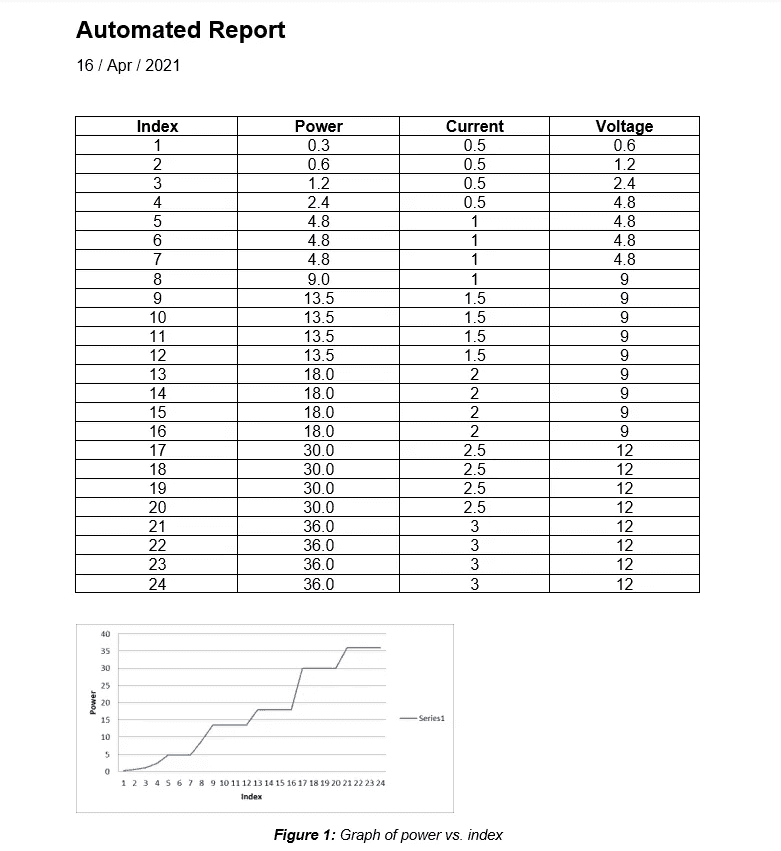 Automated Report
16 / Apr / 2021
Index Power Current Voltage
1 0.3 0.5 0.6
2 0.6 0.5 1.2
3 1.2 0.5 2.4
4 2.4 0.5 4.8
5 4.8 1 4.8
6 4.8 1 4.8
7 4.8 1 4.8
8 9.0 1 9
9 13.5 1.5 9
10 13.5 1.5 9
11 13.5 1.5 9
12 13.5 1.5 9
13 18.0 2 9
14 18.0 2 9
15 18.0 2 9
16 18.0 2 9
17 30.0 2.5 12
18 30.0 2.5 12
19 30.0 2.5 12
20 30.0 2.5 12
21 36.0 3 12
22 36.0 3 12
23 36.0 3 12
24 36.0 3 12
40
35
30
25
20
15
10
5
0
Power
Series1
1 2 3 4 5 6 7 8 9 10 11 12 13 14 15 16 17 18 19 20 21 22 23 24
Index
Figure 1: Graph of power vs. index